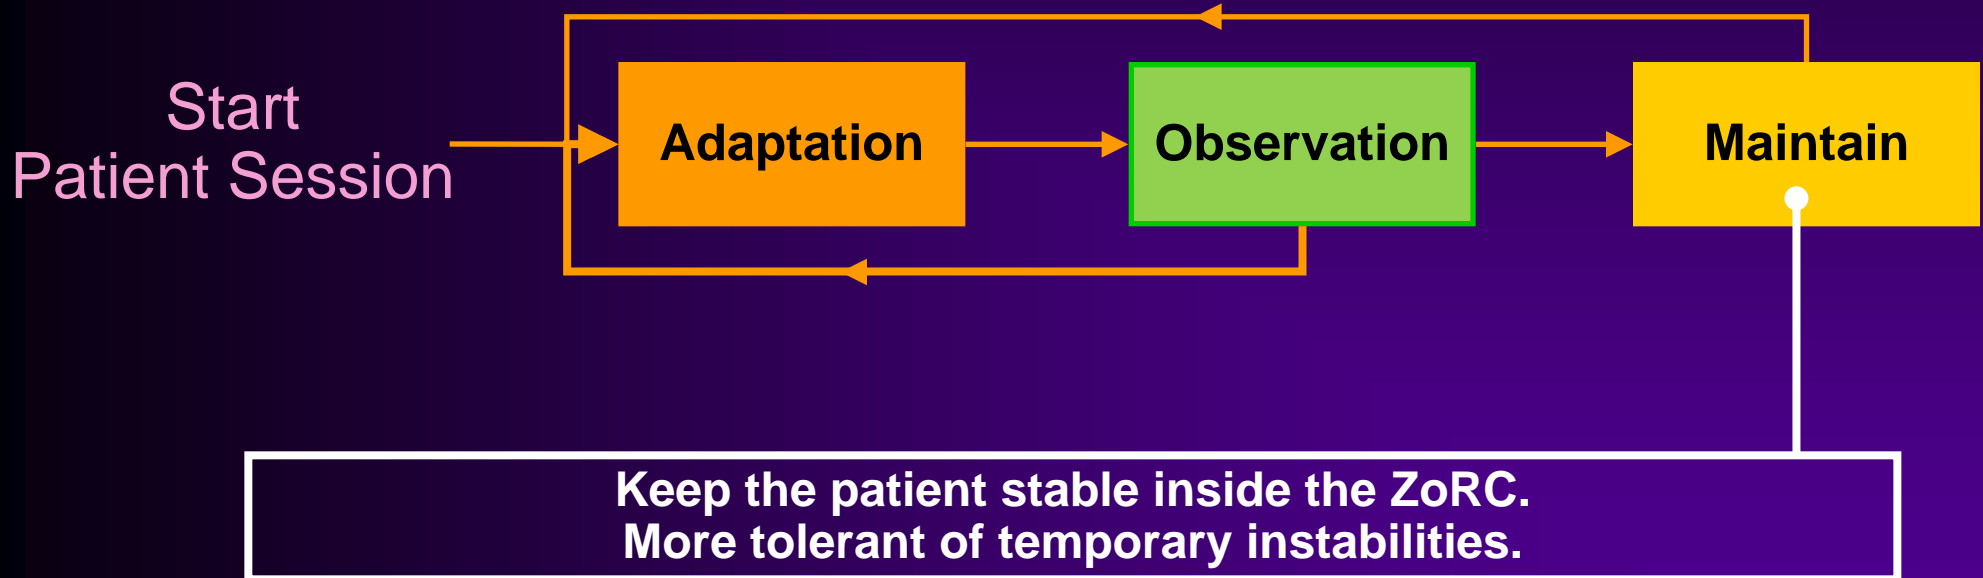 Start
Patient Session
Adaptation
Observation
Maintain
Keep the patient stable inside the ZoRC.
More tolerant of temporary instabilities.